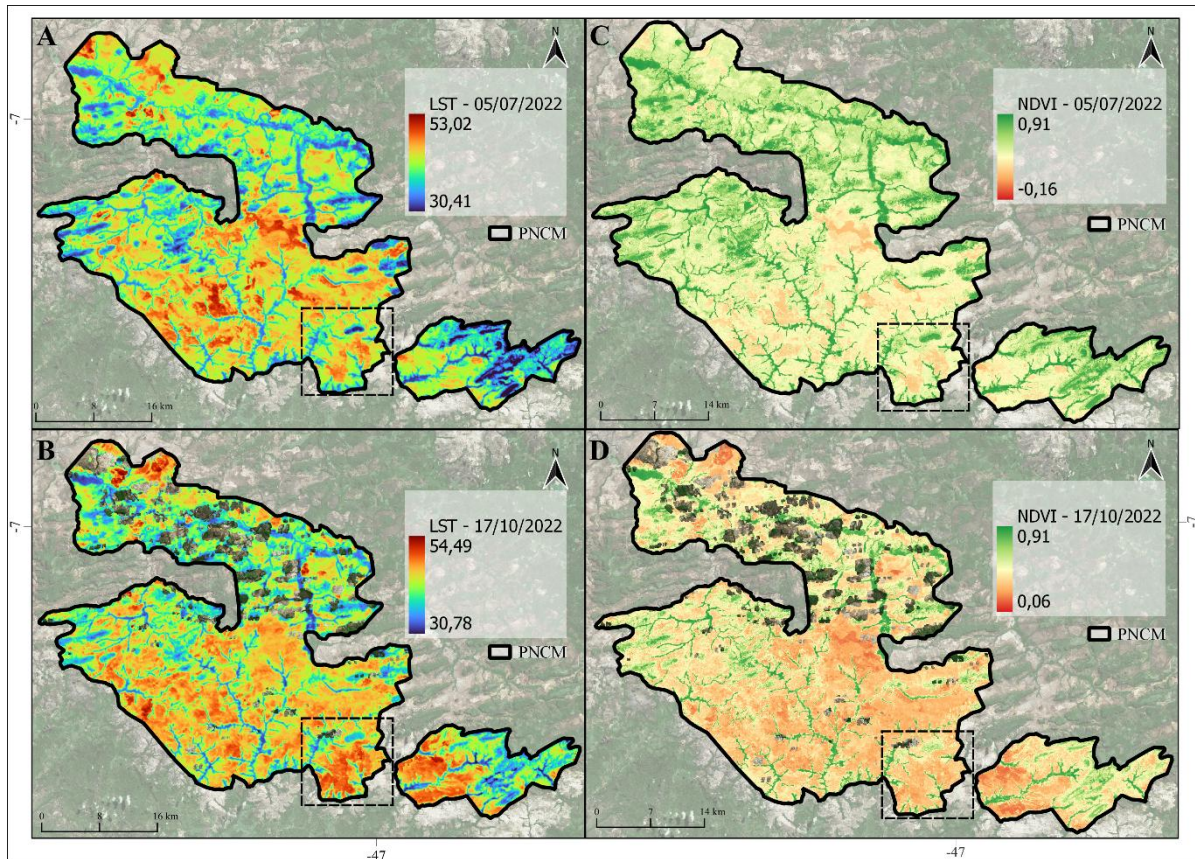 A
N
LST - 05/07/2022
53,02
30,41
PNCM
0 8 16 km
C
N
NDVI - 05/07/2022
0,91
-0,16
PNCM
0 7 14 km
-7
B
N
LST - 17/10/2022
54,49
30,78
PNCM
0 8 16 km
D
N
NDVI - 17/10/2022
0,91
0,06
PNCM
0 7 14 km
-7
-7
-47
-47